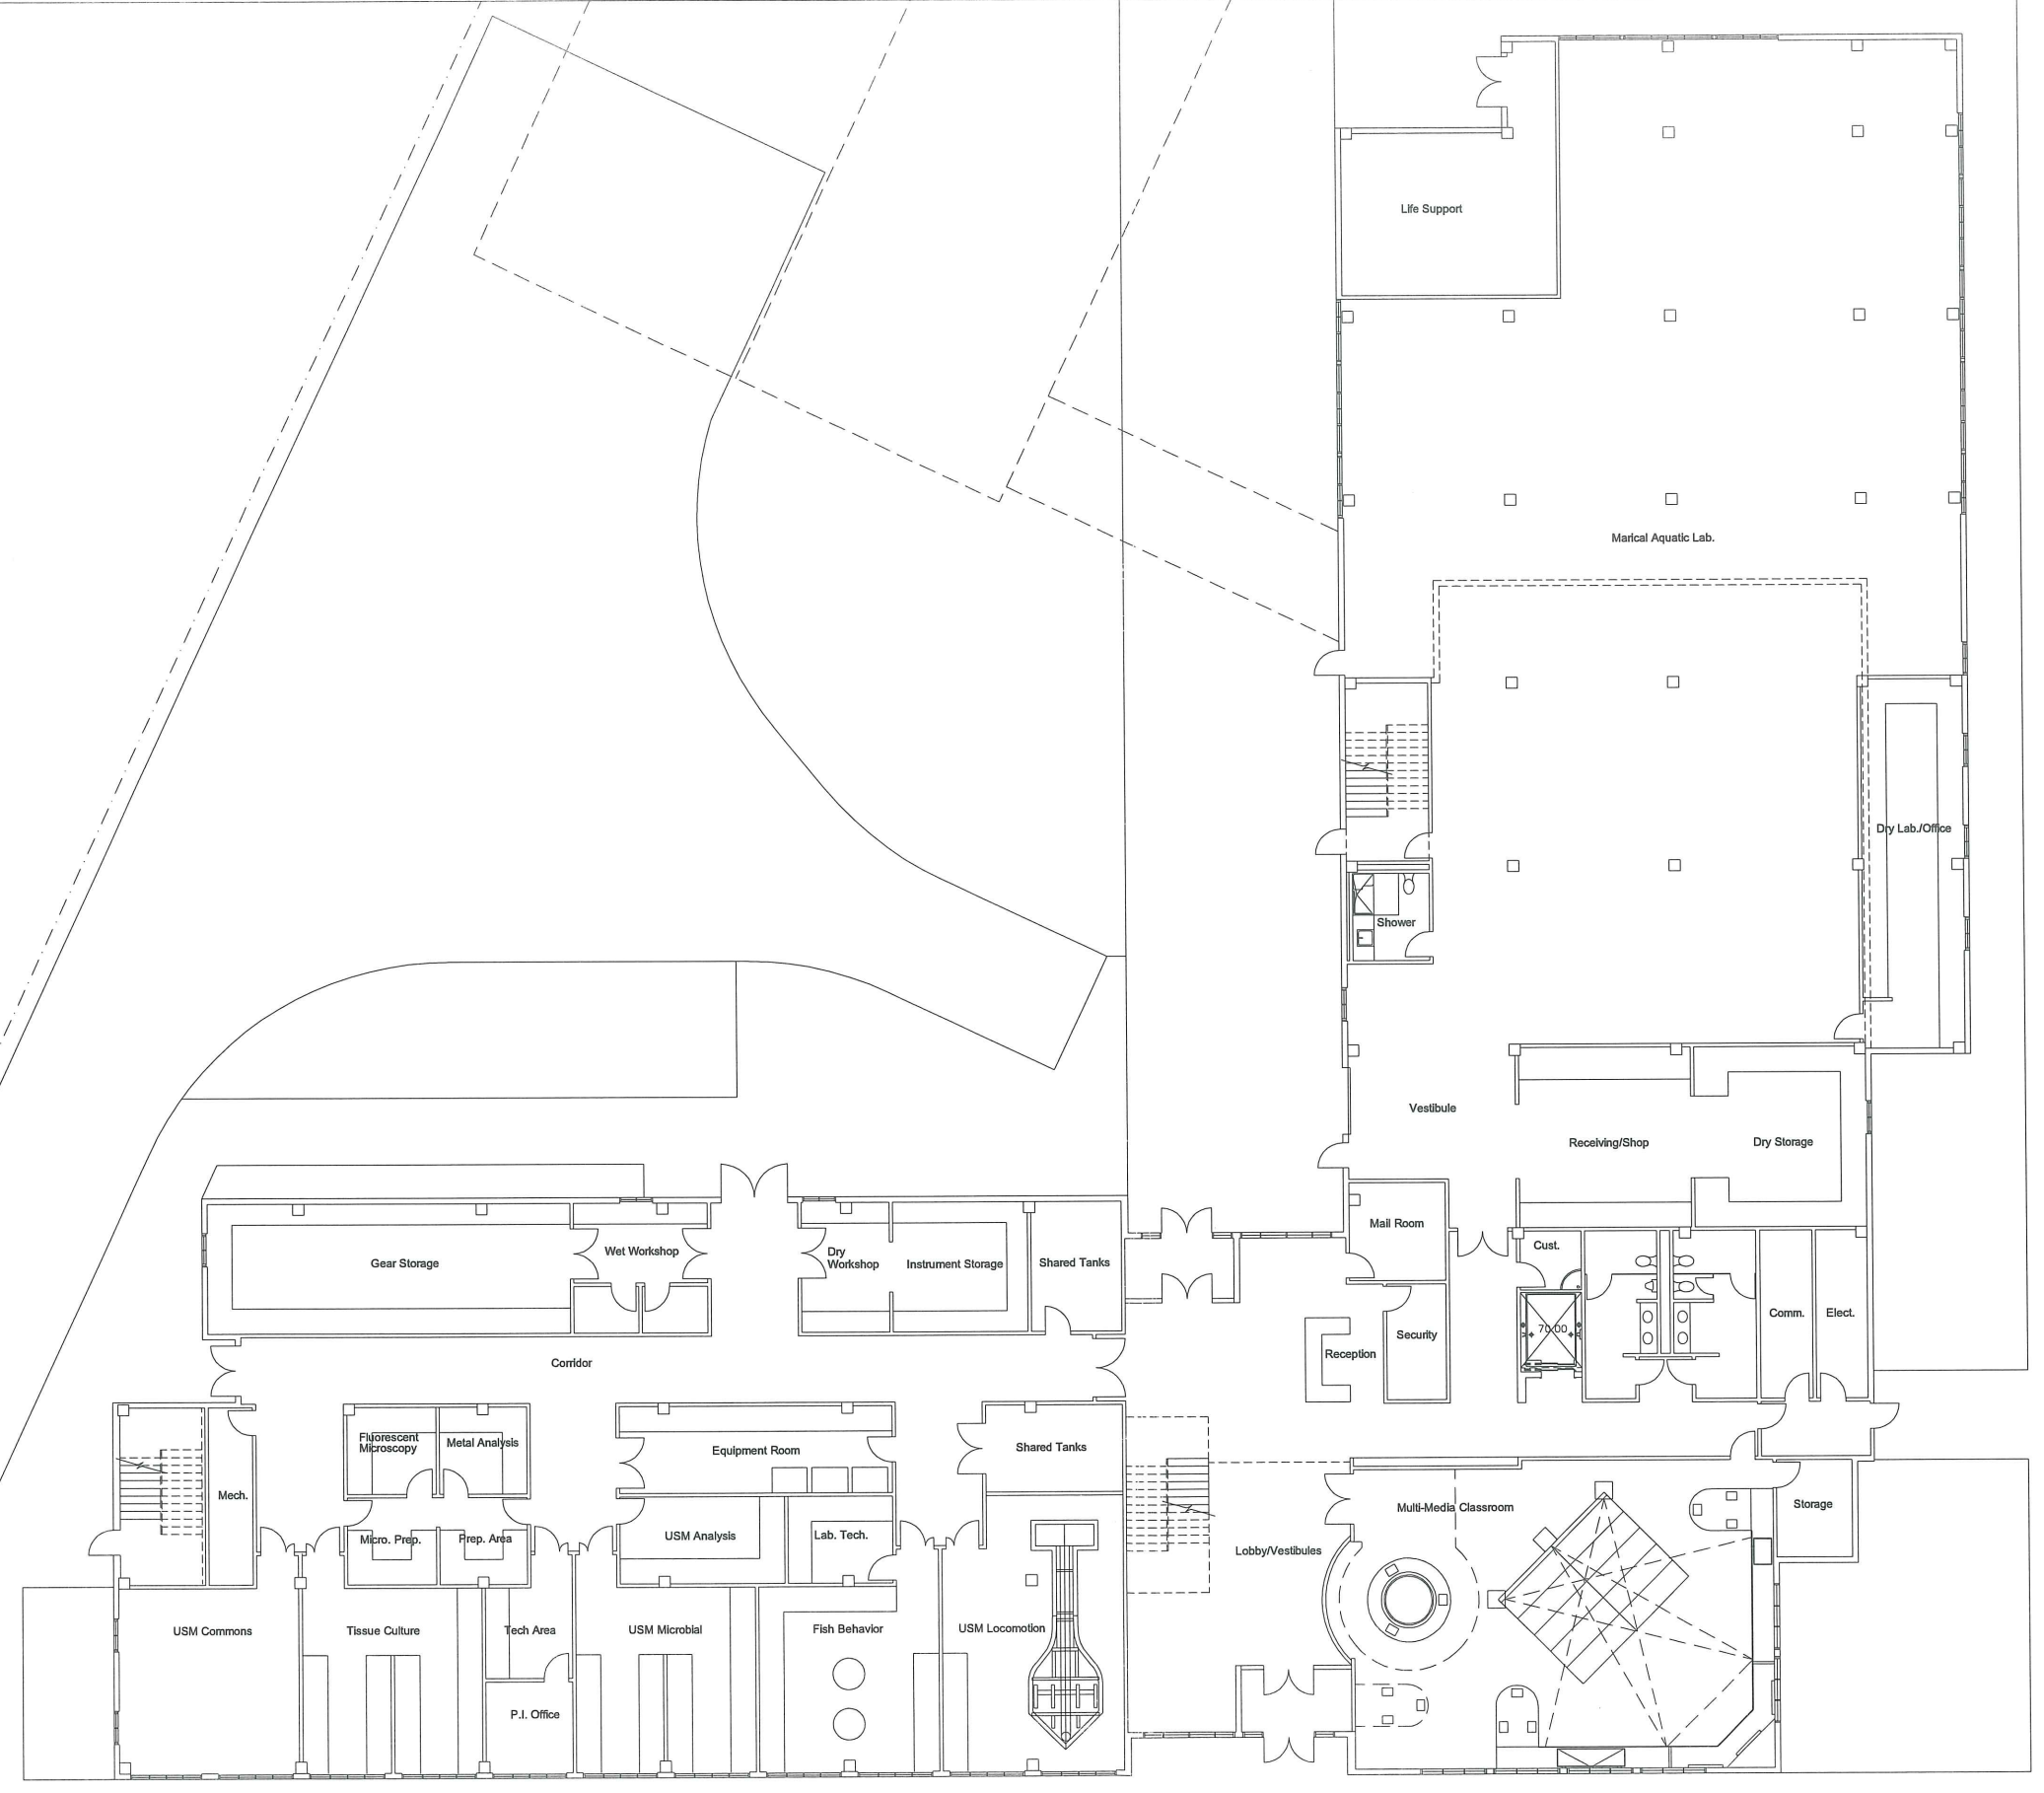 Life Support
Marical Aquatic Lab.
Dry Lab./Office
Shower
Vestibule
Receiving/Shop
Dry Storage
Mail Room
Cust.
Gear Storage
Wet Workshop
Dry
Workshop
Instrument Storage
Shared Tanks
Comm.
Elect.
70.00
Security
Reception
Corridor
Fluorescent
Microscopy
Metal Analysis
Equipment Room
Shared Tanks
Mech.
Multi-Media Classroom
Storage
Micro. Prep.
Prep. Area
USM Analysis
Lab. Tech.
Lobby/Vestibules
USM Commons
Tissue Culture
Tech Area
USM Microbial
Fish Behavior
USM Locomotion
P.I. Office